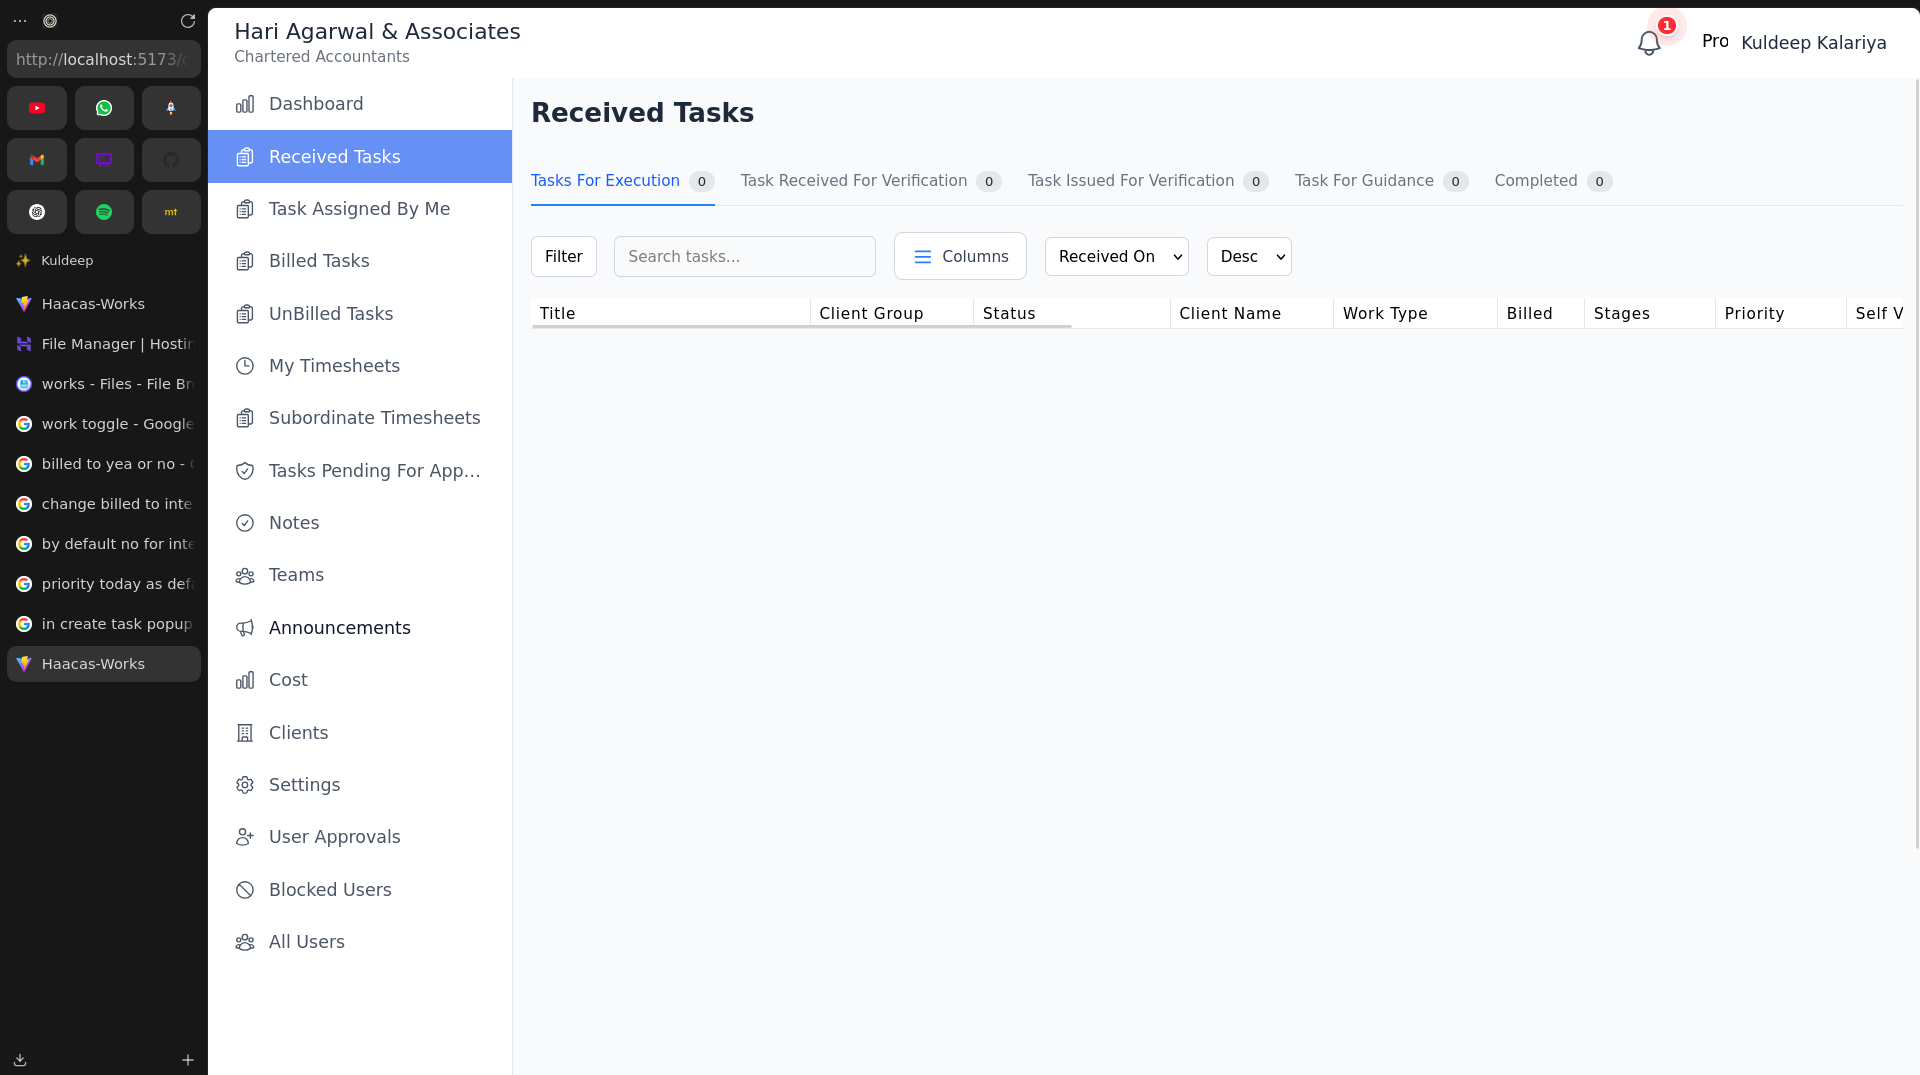 http://localhost:5173/
Kuldeep
Haacas-Works
File Manager | Hostin
works - Files - File Br
work toggle - Google
billed to yea or no -
change billed to inte
by default no for inte
priority today as def
in create task popup
Haacas-Works
Hari Agarwal & Associates
Chartered Accountants
1
Pro
Kuldeep Kalariya
Dashboard
Received Tasks
Task Assigned By Me
Billed Tasks
UnBilled Tasks
My Timesheets
Subordinate Timesheets
Tasks Pending For App...
Notes
Teams
Announcements
Cost
Clients
Settings
User Approvals
Blocked Users
All Users
Received Tasks
Tasks For Execution 0 Task Received For Verification 0 Task Issued For Verification 0 Task For Guidance 0 Completed 0
Filter Search tasks... Columns Received On Desc
Title Client Group Status Client Name Work Type Billed Stages Priority Self V
mt